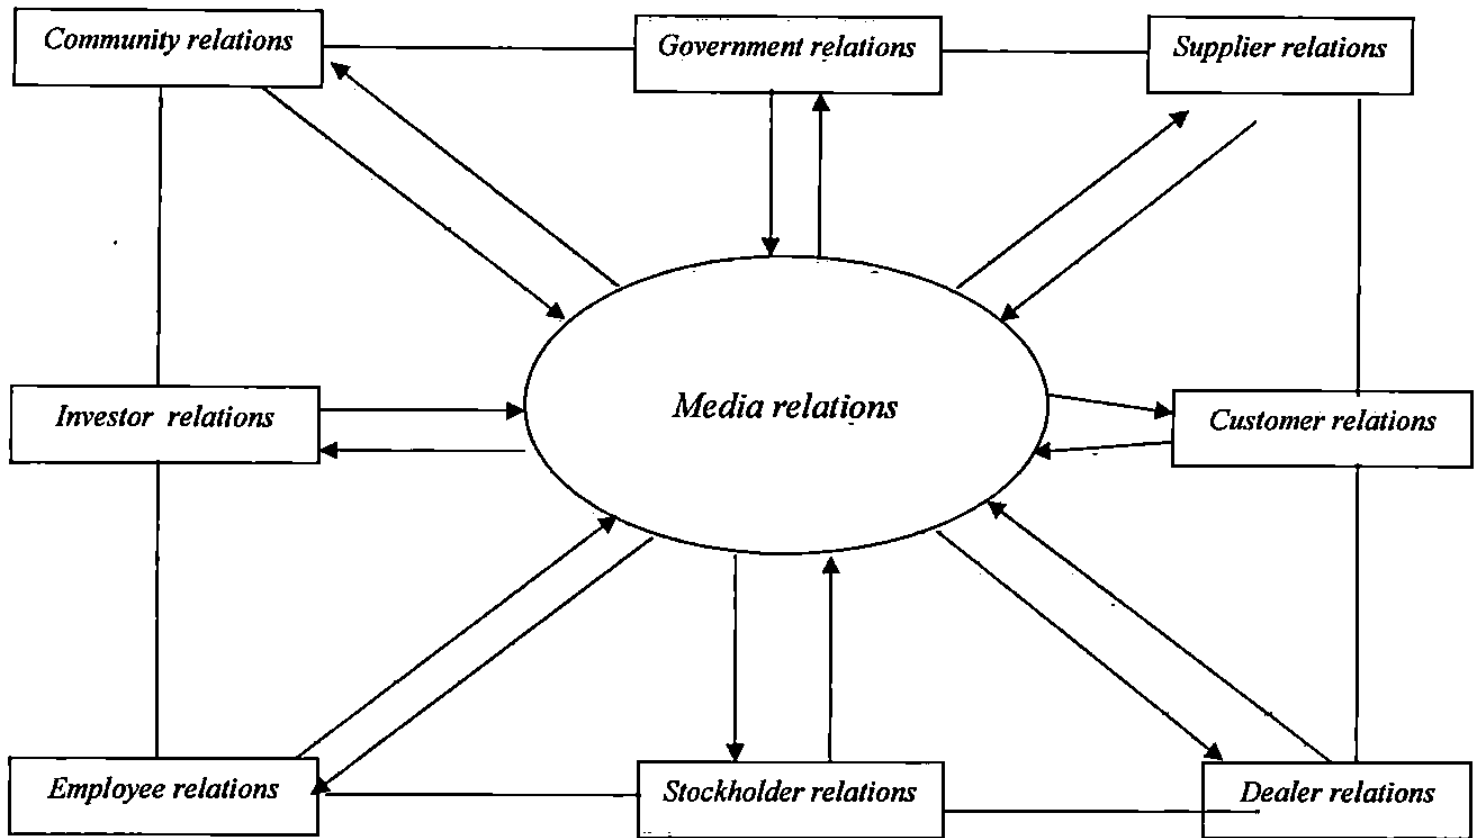 Community relations
Government relations
Supplier relations
Investor relations
Media relations
Customer relations
Employee relations
Stockholder relations
Dealer relations